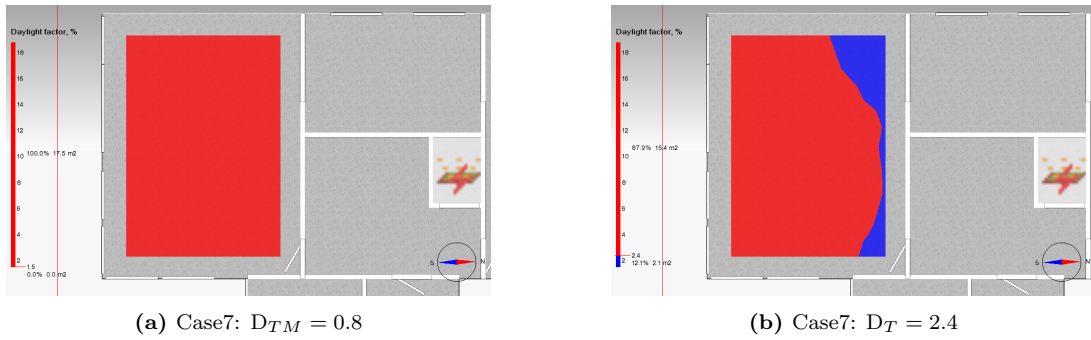 Daylight factor, %
18
16
14
12
100.0% 17.5 m2
10
8
6
4
2
1.5
0.0% 0.0 m2
S
N
(a) Case7: D_TM = 0.8
Daylight factor, %
18
16
14
12
87.9% 15.4 m2
10
8
6
4
2.4
2
12.1% 2.1 m2
S
N
(b) Case7: D_T = 2.4